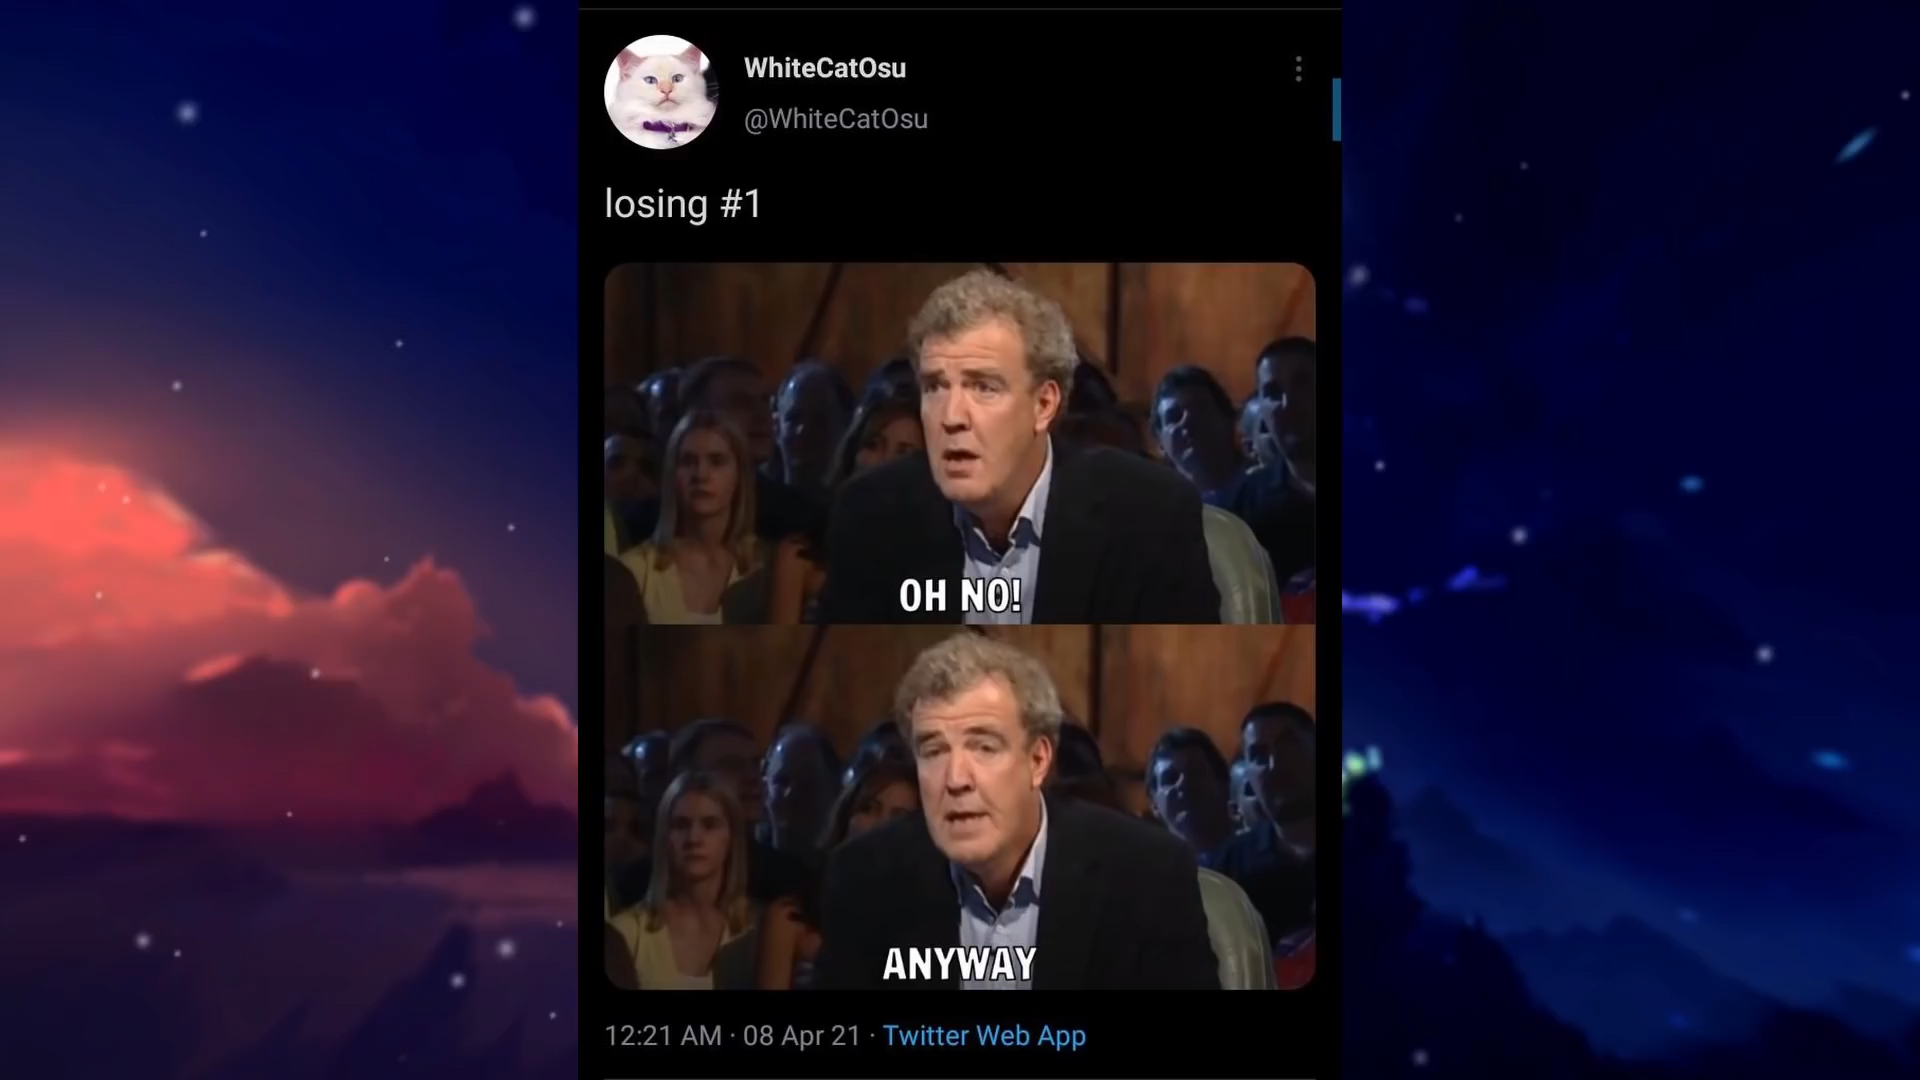 WhiteCatOsu
@WhiteCatOsu
losing #1
OH NO!
ANYWAY
12:21 AM · 08 Apr 21 · Twitter Web App